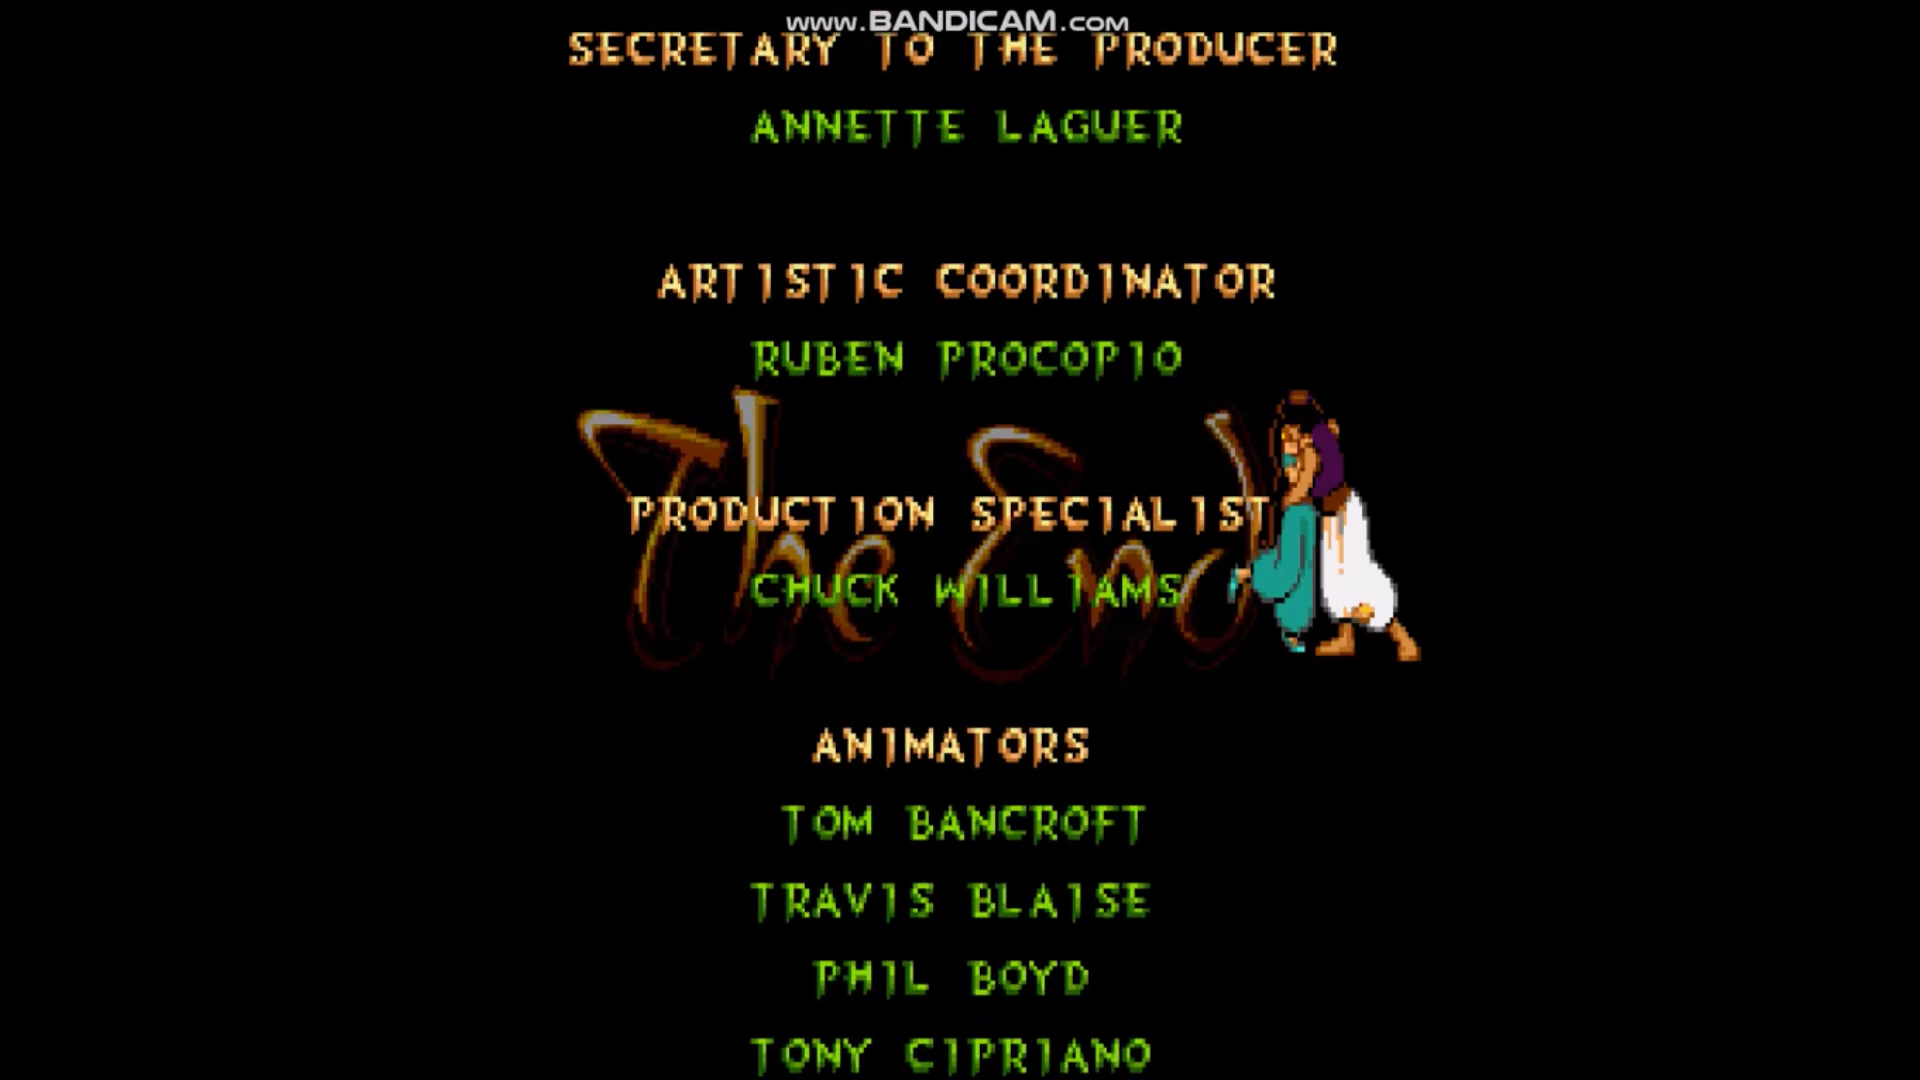 www.BANDICAM.com
SECRETARY TO THE PRODUCER
ANNETTE LAGUER
ARTISTIC COORDINATOR
RUBEN PROCOPIO
The End
PRODUCTION SPECIALIST
CHUCK WILLIAMS
ANIMATORS
TOM BANCROFT
TRAVIS BLAISE
PHIL BOYD
TONY CIPRIANO